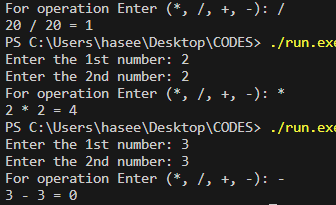 For operation Enter (*, /, +, -): /
20 / 20 = 1
PS C:\Users\hasee\Desktop\CODES> ./run.exe
Enter the 1st number: 2
Enter the 2nd number: 2
For operation Enter (*, /, +, -): *
2 * 2 = 4
PS C:\Users\hasee\Desktop\CODES> ./run.exe
Enter the 1st number: 3
Enter the 2nd number: 3
For operation Enter (*, /, +, -): -
3 - 3 = 0